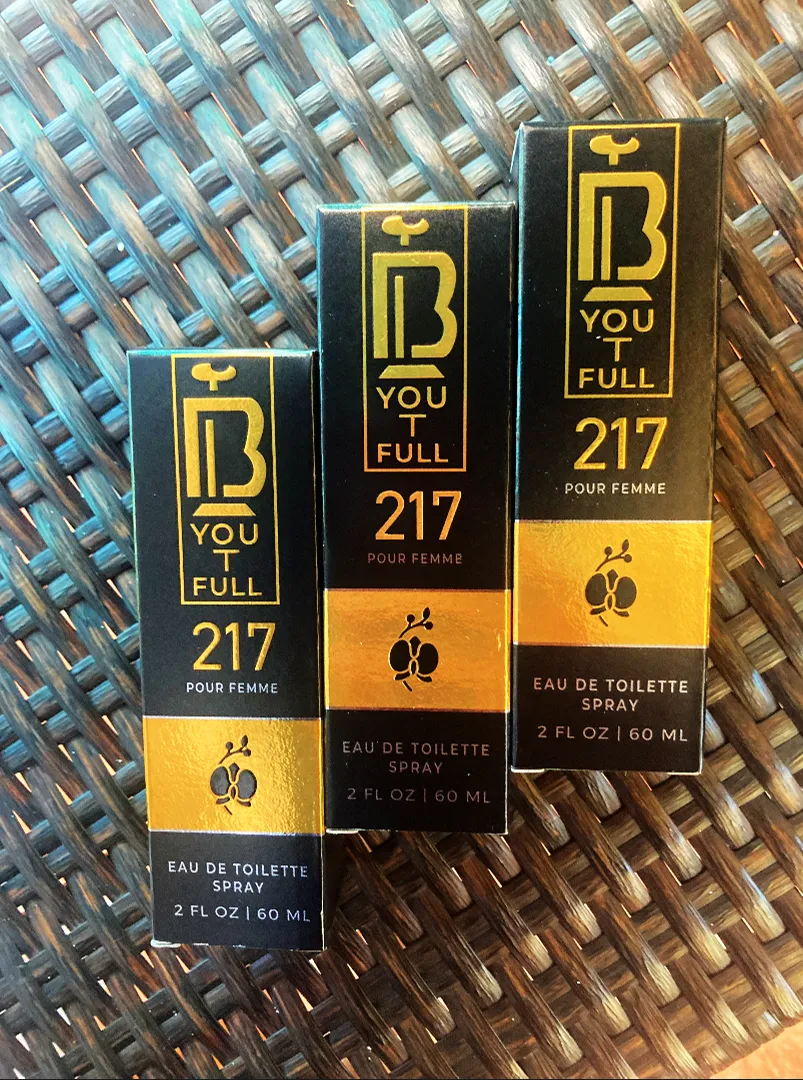 B
YOU
T
FULL
217
POUR FEMME
EAU DE TOILETTE
SPRAY
2 FL OZ | 60 ML
B
YOU
T
FULL
217
POUR FEMME
EAU DE TOILETTE
SPRAY
2 FL OZ | 60 ML
B
YOU
T
FULL
217
POUR FEMME
EAU DE TOILETTE
SPRAY
2 FL OZ | 60 ML